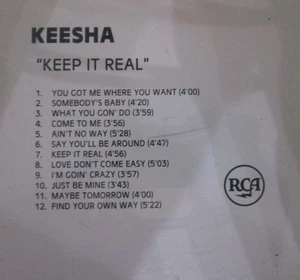 KEESHA
"KEEP IT REAL"
1. YOU GOT ME WHERE YOU WANT (4'00)
2. SOMEBODY'S BABY (4'20)
3. WHAT YOU GON' DO (3'59)
4. COME TO ME (3'56)
5. AIN'T NO WAY (5'28)
6. SAY YOU'LL BE AROUND (4'47)
7. KEEP IT REAL (4'56)
8. LOVE DON'T COME EASY (5'03)
9. I'M GOIN' CRAZY (3'57)
10. JUST BE MINE (3'43)
11. MAYBE TOMORROW (4'00)
12. FIND YOUR OWN WAY (5'22)
RCA